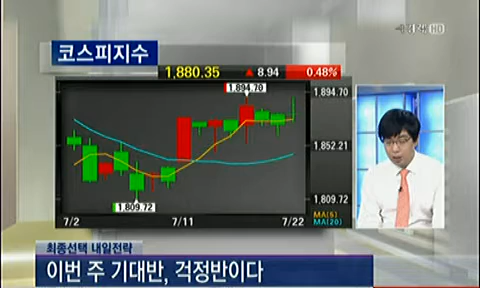 코스피지수
1,880.35 ▲ 8.94 0.48%
1,894.70
1,894.70
1,852.21
1,809.72
1,809.72
7/2 7/11 7/22
MA(5)
MA(20)
최종선택 내일전략
이번 주 기대반, 걱정반이다